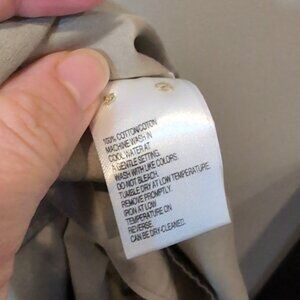 100% COTTON/COTON
MACHINE WASH IN
COOL WATER AT
A GENTLE SETTING.
WASH WITH LIKE COLORS.
DO NOT BLEACH.
TUMBLE DRY AT LOW TEMPERATURE.
REMOVE PROMPTLY.
IRON AT LOW
TEMPERATURE ON
REVERSE
CAN BE DRY-CLEANED.